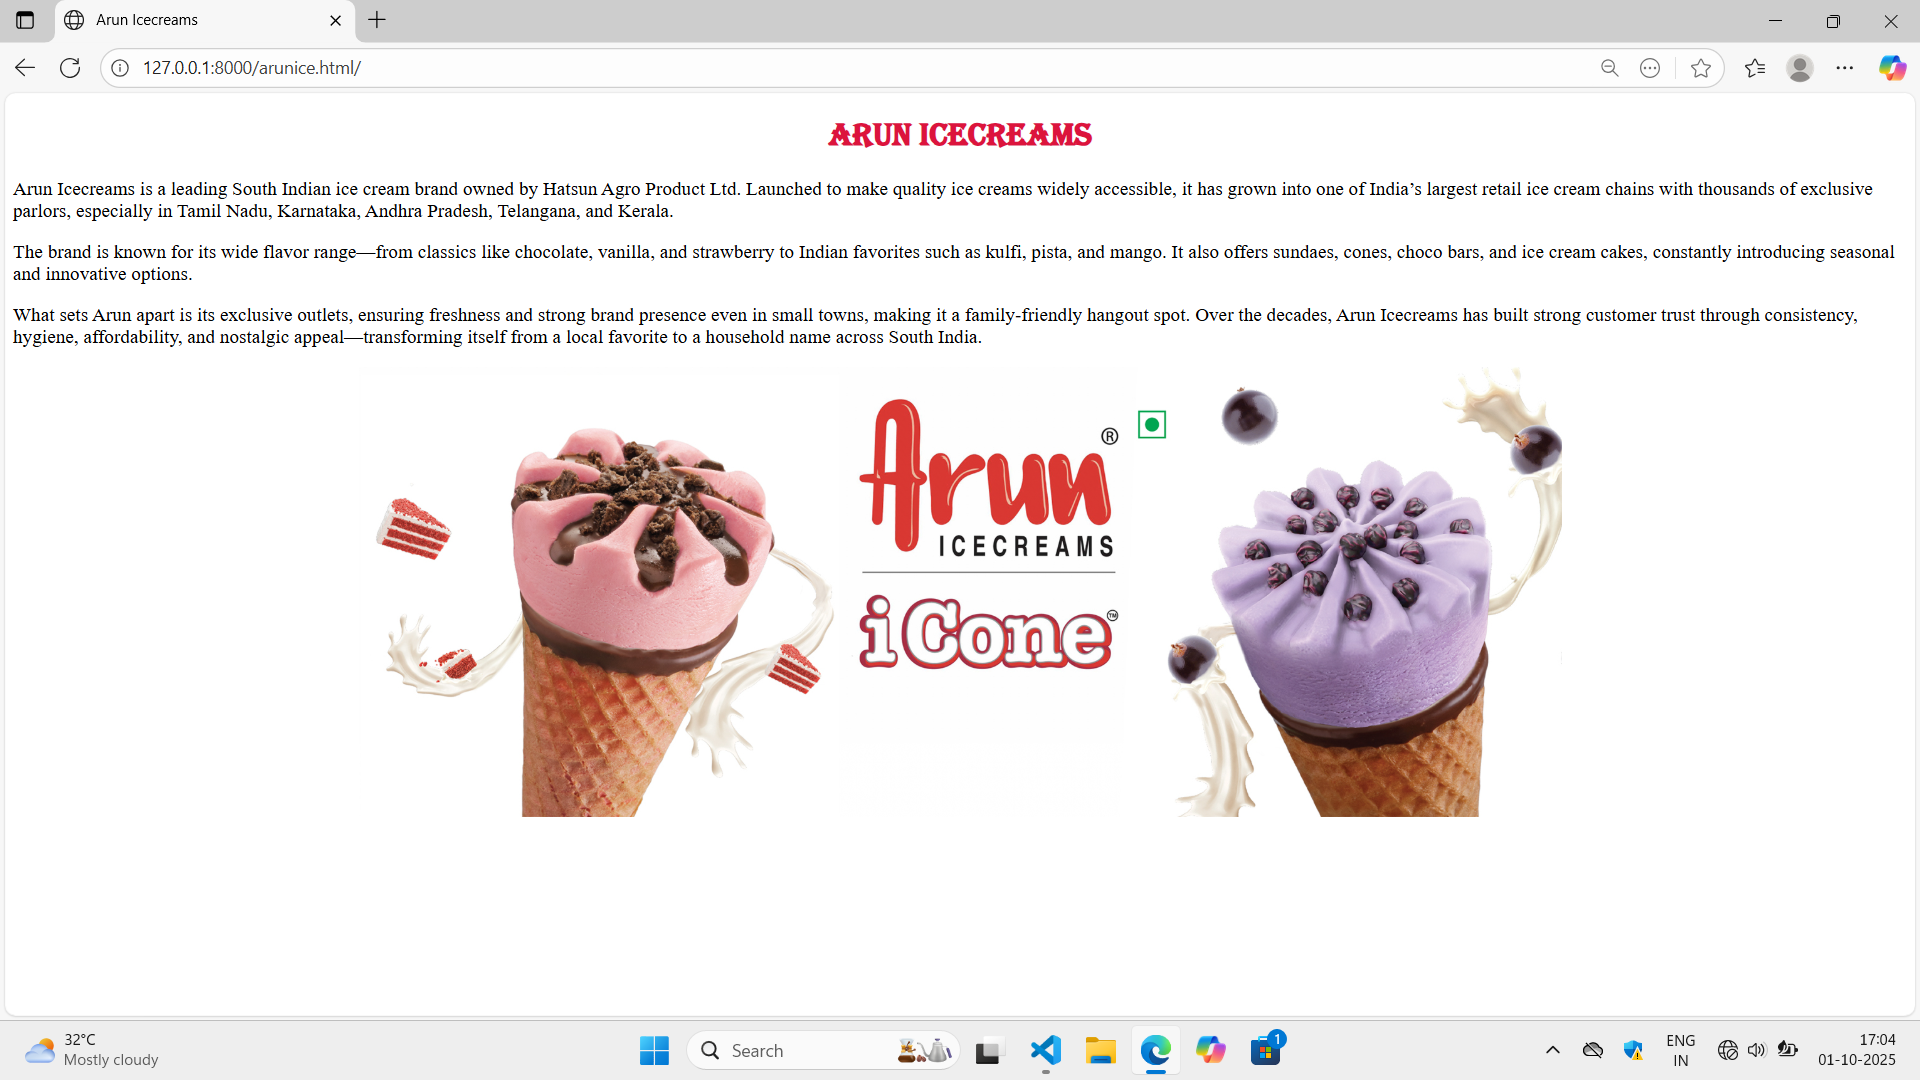 Arun Icecreams
127.0.0.1:8000/arunice.html/
ARUN ICECREAMS
Arun Icecreams is a leading South Indian ice cream brand owned by Hatsun Agro Product Ltd. Launched to make quality ice creams widely accessible, it has grown into one of India’s largest retail ice cream chains with thousands of exclusive
parlors, especially in Tamil Nadu, Karnataka, Andhra Pradesh, Telangana, and Kerala.
The brand is known for its wide flavor range—from classics like chocolate, vanilla, and strawberry to Indian favorites such as kulfi, pista, and mango. It also offers sundaes, cones, choco bars, and ice cream cakes, constantly introducing seasonal
and innovative options.
What sets Arun apart is its exclusive outlets, ensuring freshness and strong brand presence even in small towns, making it a family-friendly hangout spot. Over the decades, Arun Icecreams has built strong customer trust through consistency,
hygiene, affordability, and nostalgic appeal—transforming itself from a local favorite to a household name across South India.
Arun ®
ICECREAMS
iCone ™
32°C
Mostly cloudy
Search
1
ENG
IN
17:04
01-10-2025